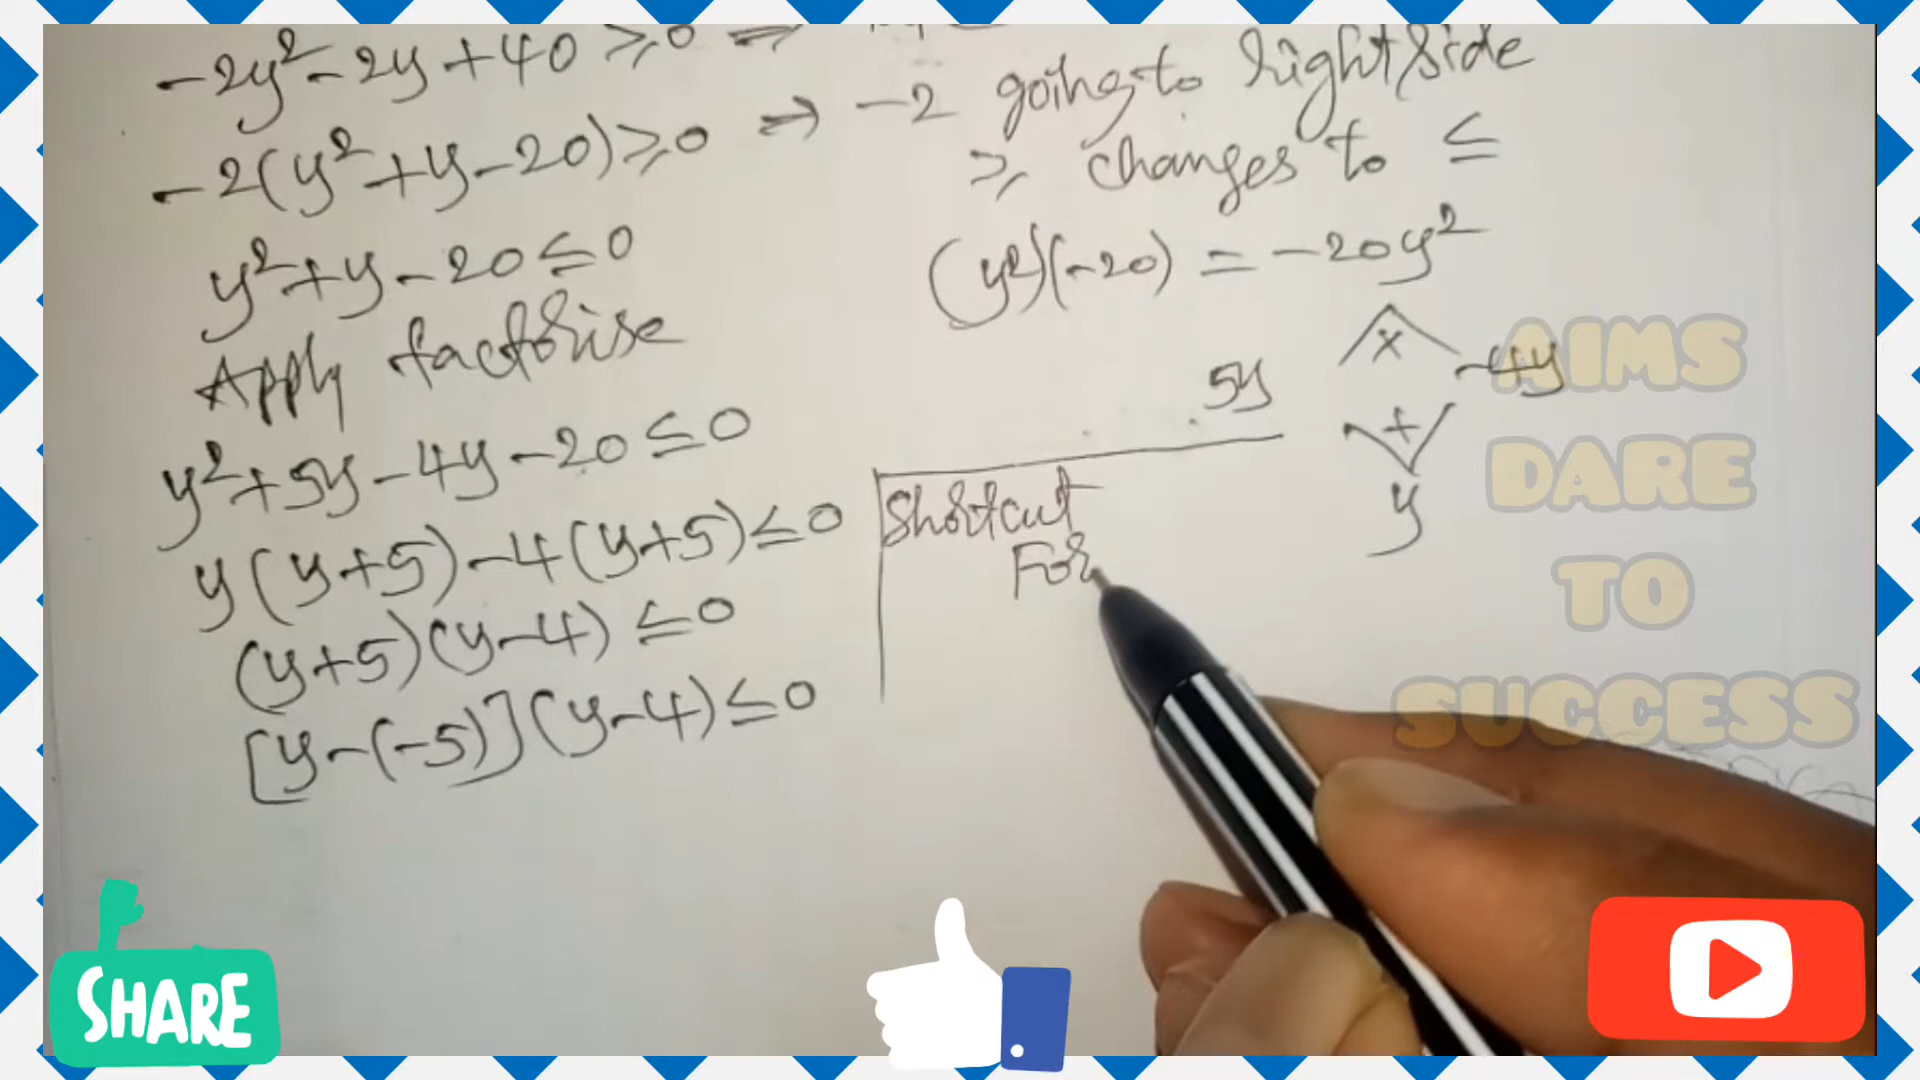 -2y²-2y+40≥0 ⇒
-2(y²+y-20)≥0 ⇒ -2 going to right side
≥ changes to ≤
y²+y-20≤0
(y²)(-20) = -20y²
Apply factorise
×
5y -4y
+
y
y²+5y-4y-20≤0
y(y+5)-4(y+5)≤0
(y+5)(y-4)≤0
[y-(-5)](y-4)≤0
Shortcut
For
AIMS
DARE
TO
SUCCESS
SHARE